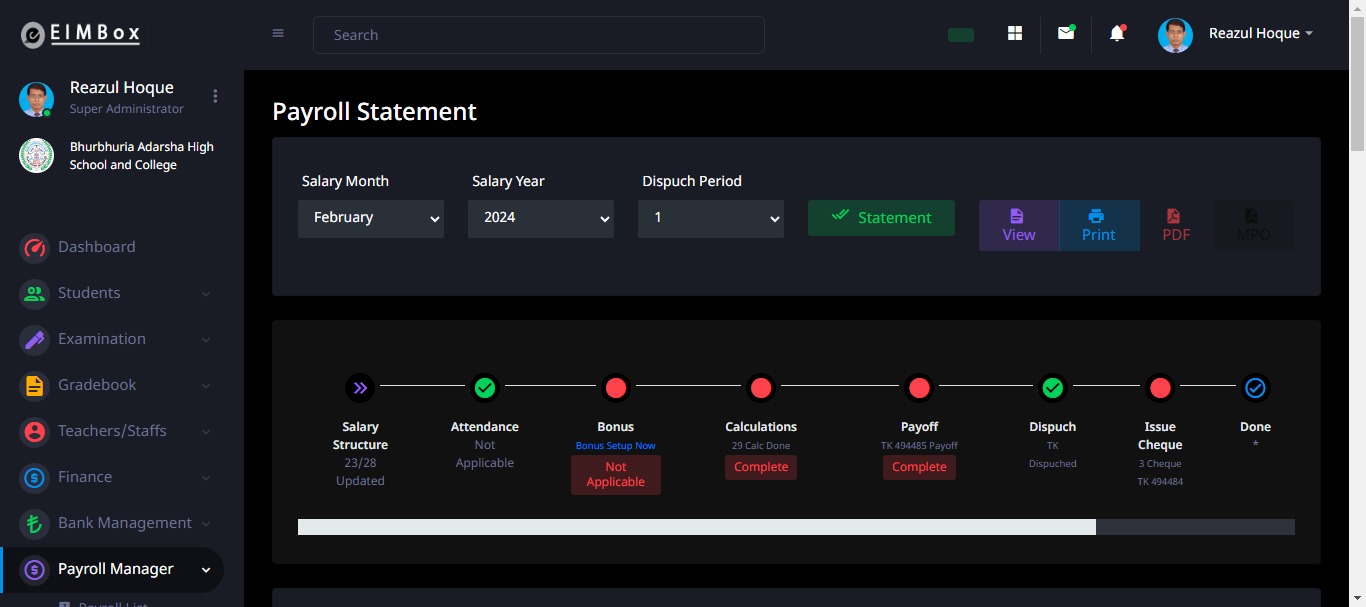 EIMBox
Search
Reazul Hoque
Reazul Hoque
Super Administrator
Bhurbhuria Adarsha High
School and College
Dashboard
Students
Examination
Gradebook
Teachers/Staffs
Finance
Bank Management
Payroll Manager
Payroll List
Payroll Statement
Salary Month
Salary Year
Dispuch Period
February
2024
1
Statement
View
Print
PDF
MPO
Salary
Structure
23/28
Updated
Attendance
Not
Applicable
Bonus
Bonus Setup Now
Not
Applicable
Calculations
29 Calc Done
Complete
Payoff
TK 494485 Payoff
Complete
Dispuch
TK
Dispuched
Issue
Cheque
3 Cheque
TK 494484
Done
*